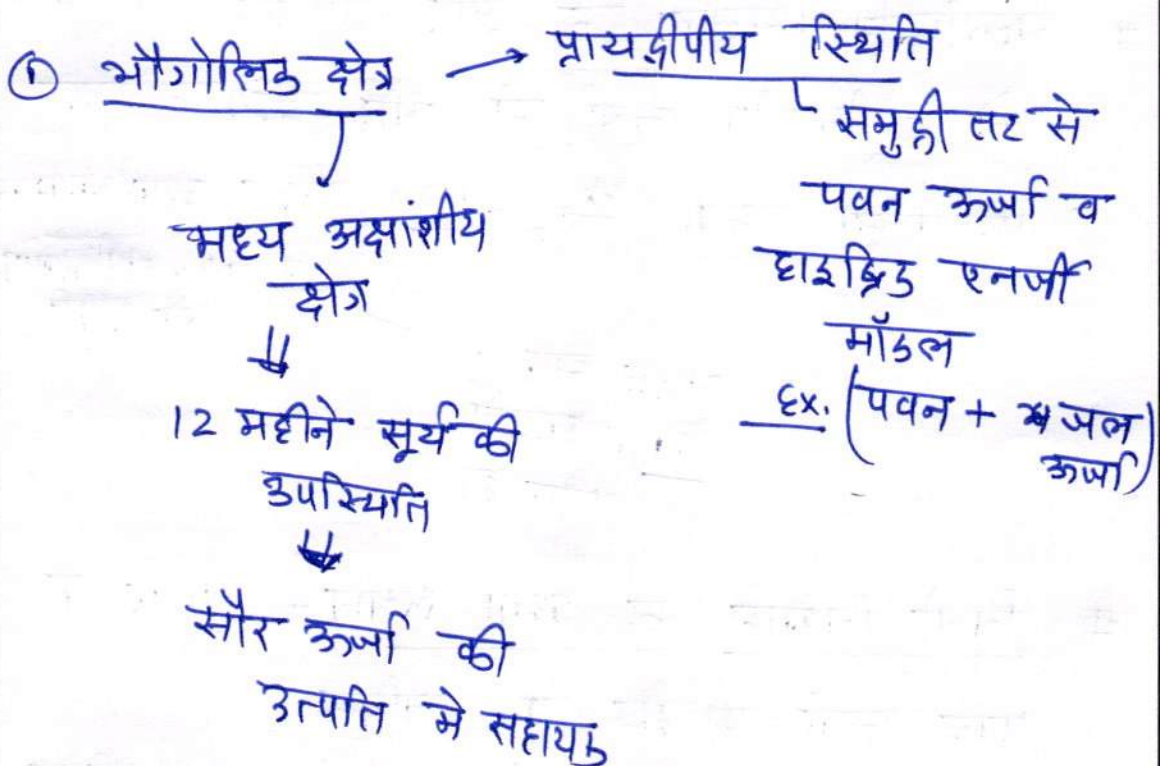 ① भौगोलिक क्षेत्र → प्रायद्वीपीय स्थिति
समुद्री तट से
पवन ऊर्जा व
हाइब्रिड एनर्जी
मॉडल
Ex. (पवन + जल
ऊर्जा)
मध्य अक्षांशीय
क्षेत्र
⇓
12 महीने सूर्य की
उपस्थिति
⇓
सौर ऊर्जा की
उत्पति मे सहायक